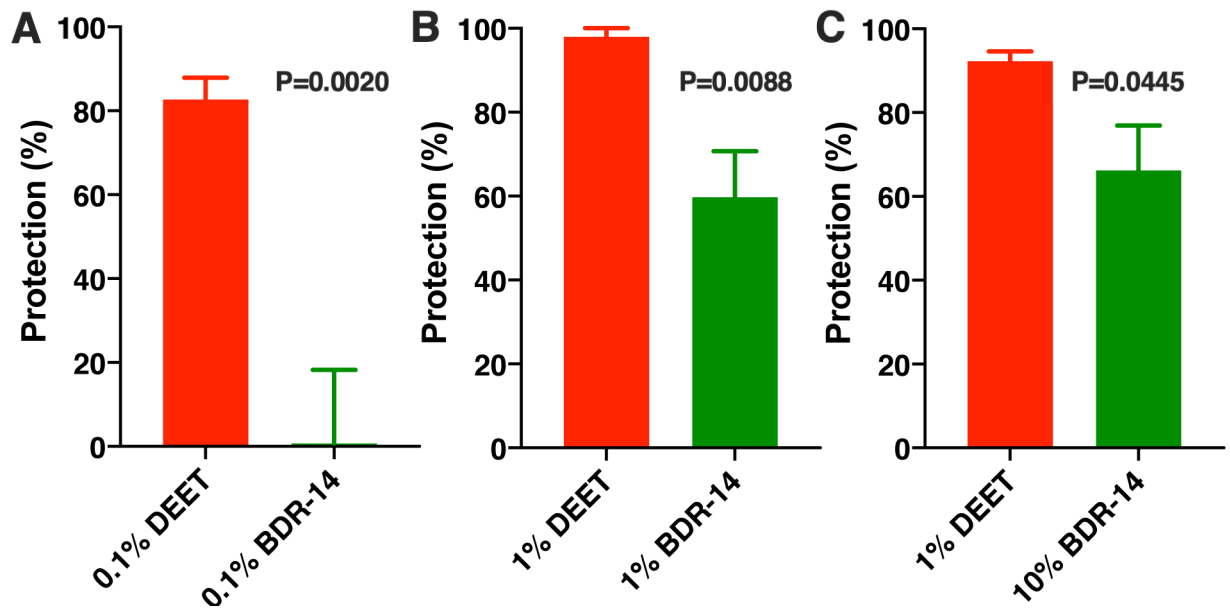 A
Protection (%)
100
80
60
40
20
0
P=0.0020
0.1% DEET
0.1% BDR-14
B
Protection (%)
100
80
60
40
20
0
P=0.0088
1% DEET
1% BDR-14
C
Protection (%)
100
80
60
40
20
0
P=0.0445
1% DEET
10% BDR-14